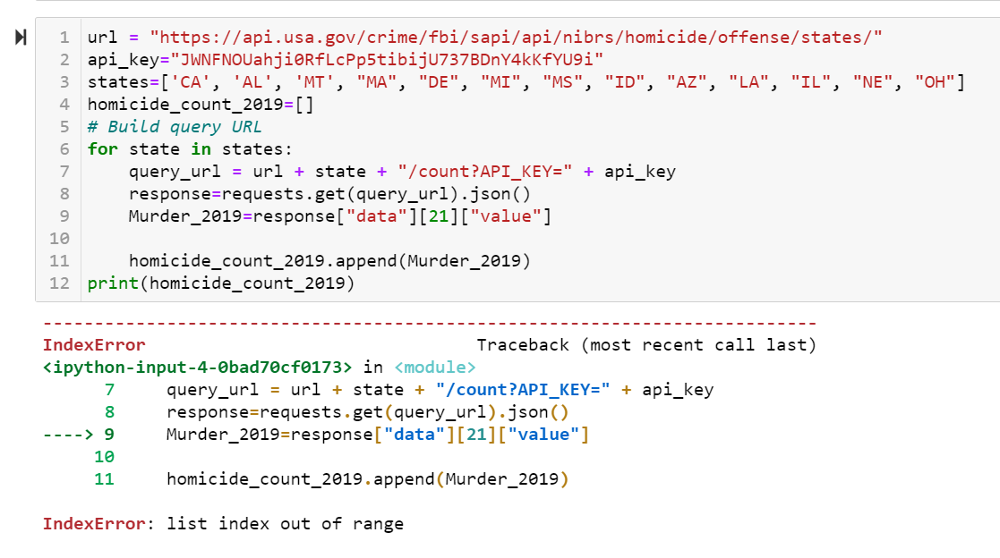 1 url = "https://api.usa.gov/crime/fbi/sapi/api/nibrs/homicide/offense/states/"
2 api_key="JWNFNOUahji0RfLcPp5tibijU737BDnY4kKfYU9i"
3 states=['CA', 'AL', 'MT', "MA", "DE", "MI", "MS", "ID", "AZ", "LA", "IL", "NE", "OH"]
4 homicide_count_2019=[]
5 # Build query URL
6 for state in states:
7     query_url = url + state + "/count?API_KEY=" + api_key
8     response=requests.get(query_url).json()
9     Murder_2019=response["data"][21]["value"]
10
11     homicide_count_2019.append(Murder_2019)
12 print(homicide_count_2019)
---------------------------------------------------------------------------
IndexError                                Traceback (most recent call last)
<ipython-input-4-0bad70cf0173> in <module>
      7     query_url = url + state + "/count?API_KEY=" + api_key
      8     response=requests.get(query_url).json()
----> 9     Murder_2019=response["data"][21]["value"]
     10
     11     homicide_count_2019.append(Murder_2019)
IndexError: list index out of range